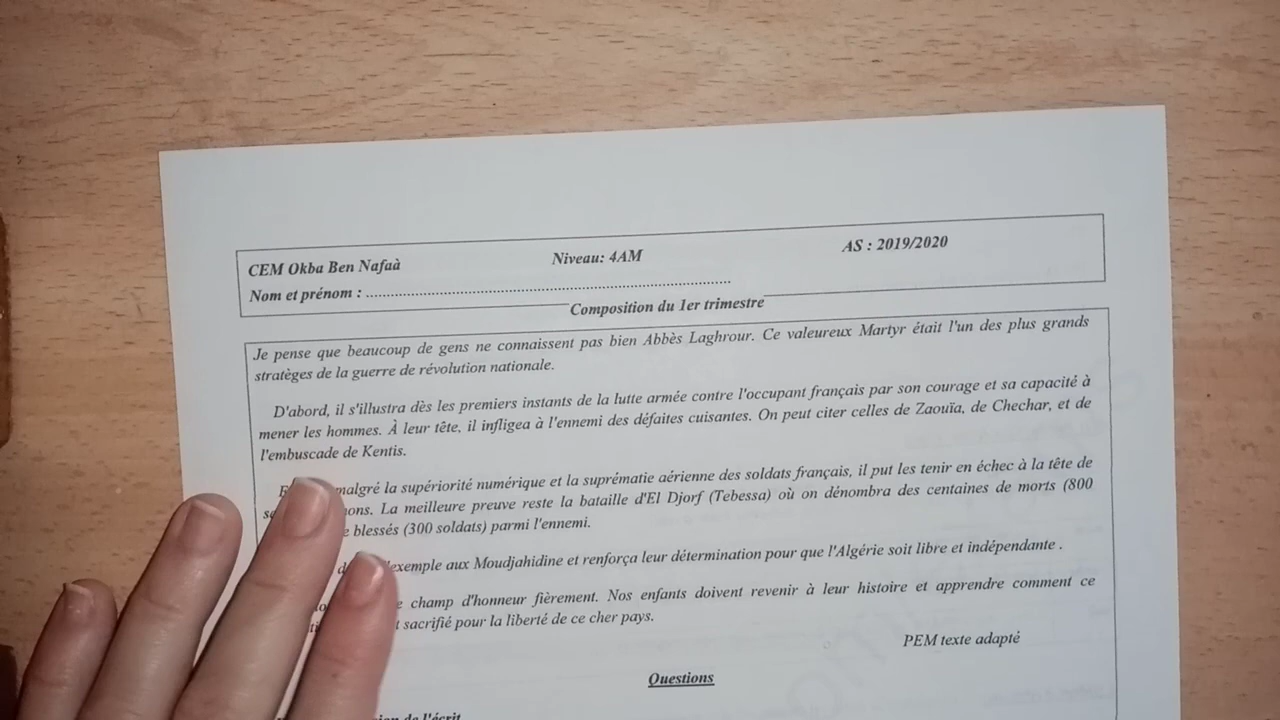 CEM Okba Ben Nafaà Niveau: 4AM AS : 2019/2020
Nom et prénom : ................................................................................
Composition du 1er trimestre
Je pense que beaucoup de gens ne connaissent pas bien Abbès Laghrour. Ce valeureux Martyr était l'un des plus grands
stratèges de la guerre de révolution nationale.
D'abord, il s'illustra dès les premiers instants de la lutte armée contre l'occupant français par son courage et sa capacité à
mener les hommes. À leur tête, il infligea à l'ennemi des défaites cuisantes. On peut citer celles de Zaouïa, de Chechar, et de
l'embuscade de Kentis.
malgré la supériorité numérique et la suprématie aérienne des soldats français, il put les tenir en échec à la tête de
La meilleure preuve reste la bataille d'El Djorf (Tebessa) où on dénombra des centaines de morts (800
blessés (300 soldats) parmi l'ennemi.
exemple aux Moudjahidine et renforça leur détermination pour que l'Algérie soit libre et indépendante .
champ d'honneur fièrement. Nos enfants doivent revenir à leur histoire et apprendre comment ce
sacrifié pour la liberté de ce cher pays.
PEM texte adapté
Questions
de l'écrit